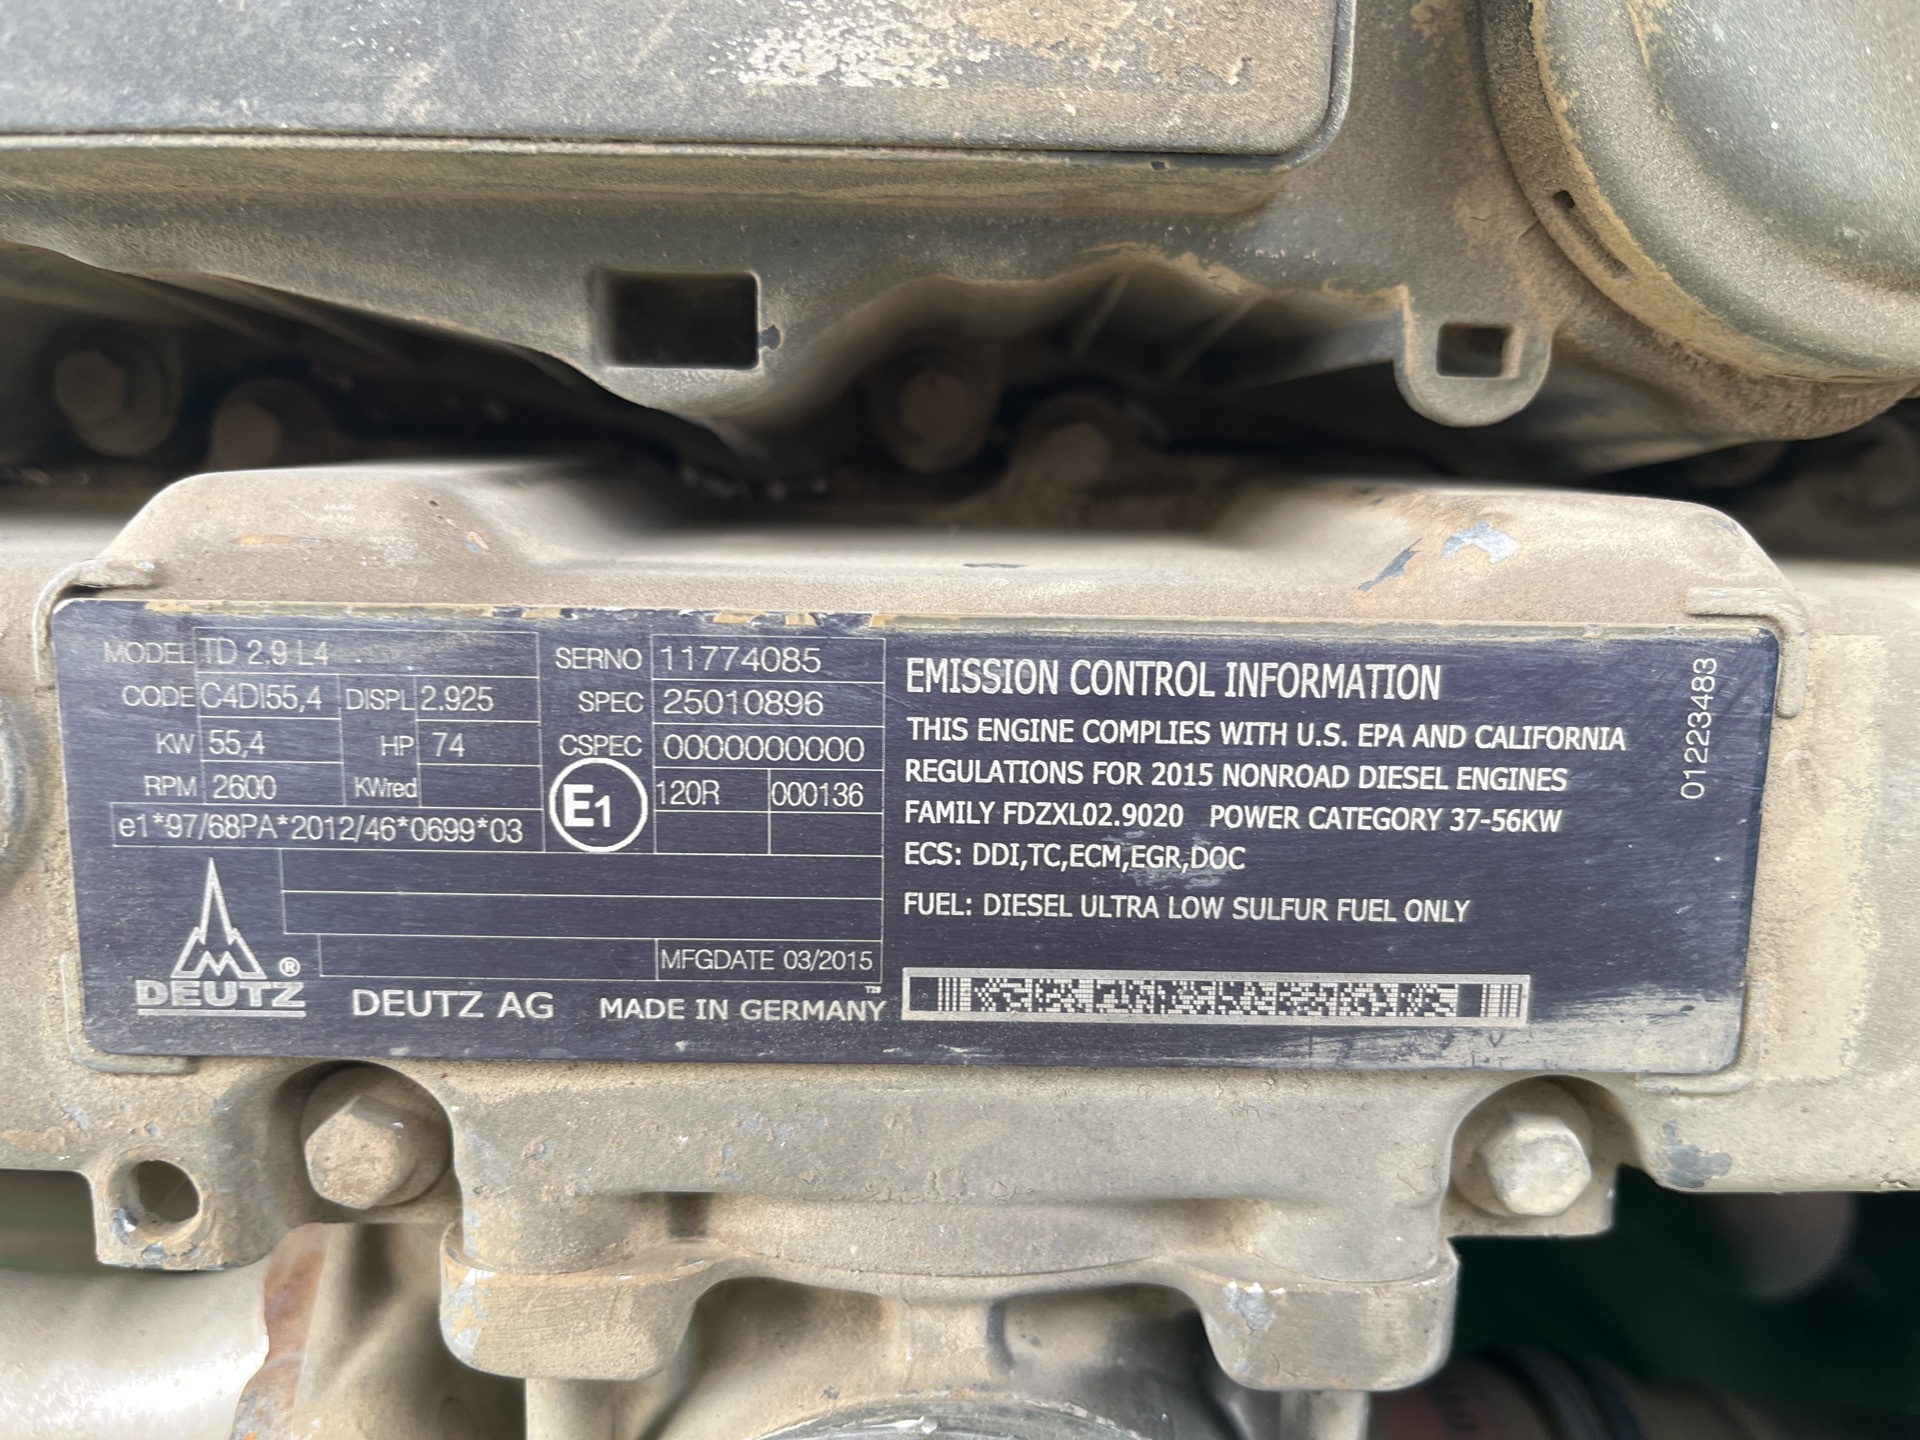 MODEL TD 2.9 L4
CODE C4DI55,4 DISPL 2.925
KW 55,4 HP 74
RPM 2600 KWred
e1*97/68PA*2012/46*0699*03
SERNO 11774085
SPEC 25010896
CSPEC 0000000000
E1 120R 000136
MFGDATE 03/2015
DEUTZ ®
DEUTZ AG MADE IN GERMANY
EMISSION CONTROL INFORMATION
THIS ENGINE COMPLIES WITH U.S. EPA AND CALIFORNIA
REGULATIONS FOR 2015 NONROAD DIESEL ENGINES
FAMILY FDZXL02.9020 POWER CATEGORY 37-56KW
ECS: DDI,TC,ECM,EGR,DOC
FUEL: DIESEL ULTRA LOW SULFUR FUEL ONLY
01223483